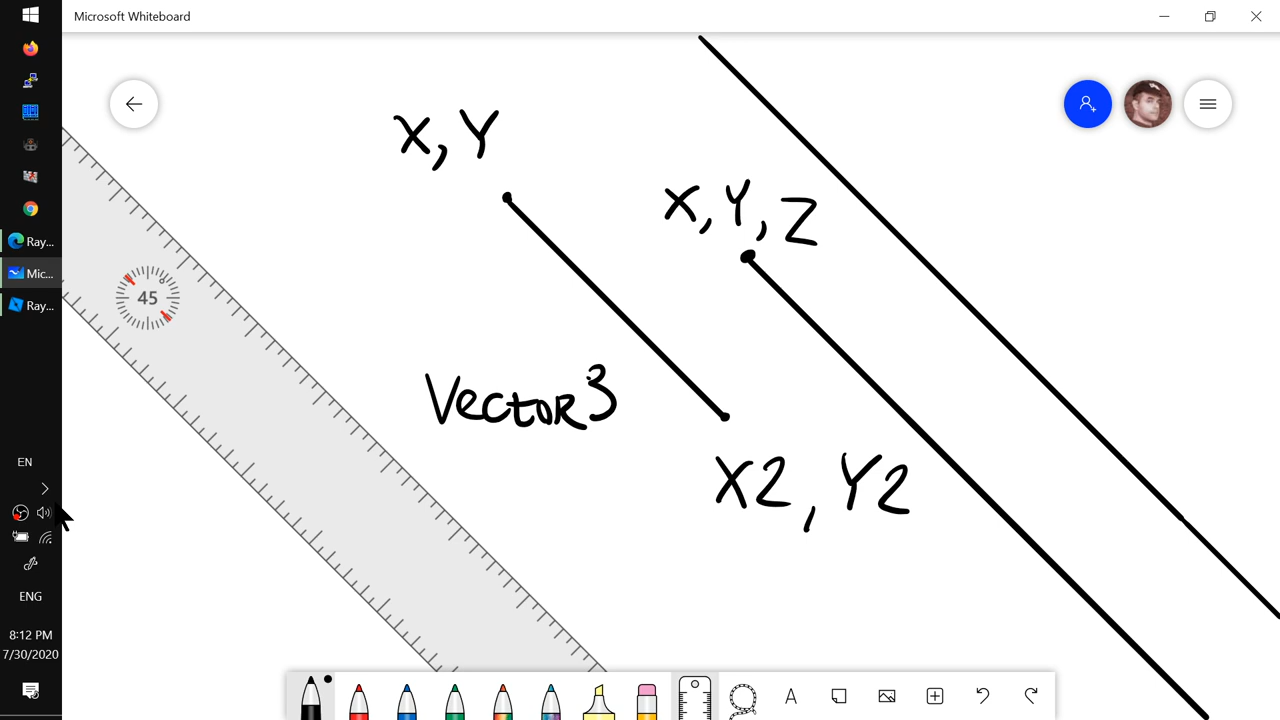 Microsoft Whiteboard
X, Y
X, Y, Z
Ray...
Mic...
45
Ray...
Vector3
X2, Y2
EN
ENG
8:12 PM
7/30/2020
A